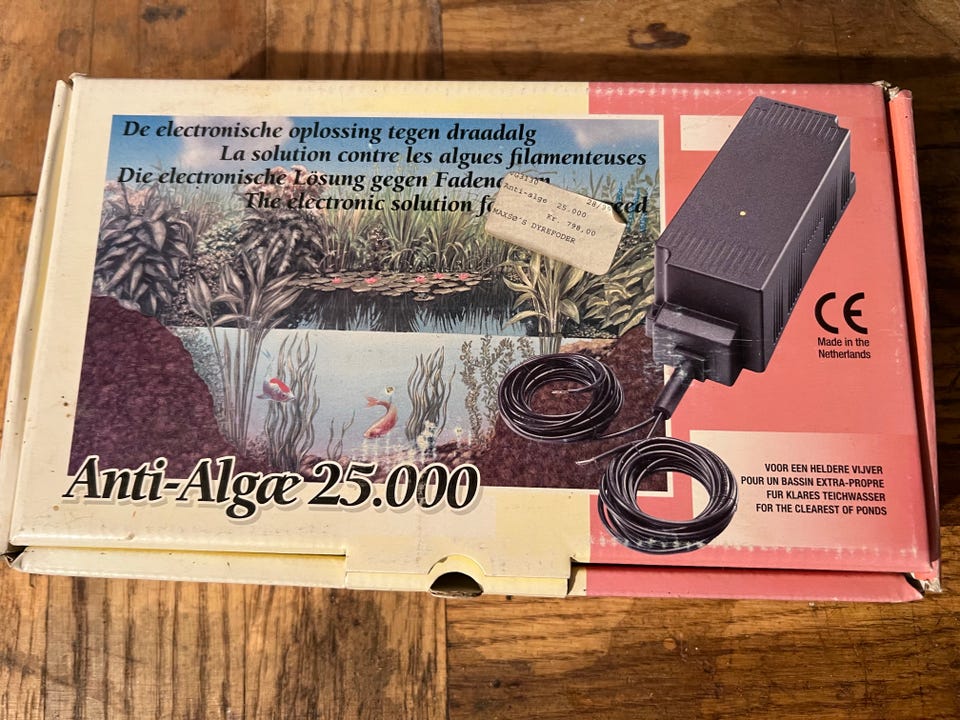 De electronische oplossing tegen draadalg
La solution contre les algues filamenteuses
Die electronische Lösung gegen
The electronic solution
VG3130
28/
Anti-alge 25.000
Kr. 798,00
MAXSØ'S DYREFODER
CE
Made in the
Netherlands
Anti-Algæ 25.000
VOOR EEN HELDERE VIJVER
POUR UN BASSIN EXTRA-PROPRE
FUR KLARES TEICHWASSER
FOR THE CLEAREST OF PONDS